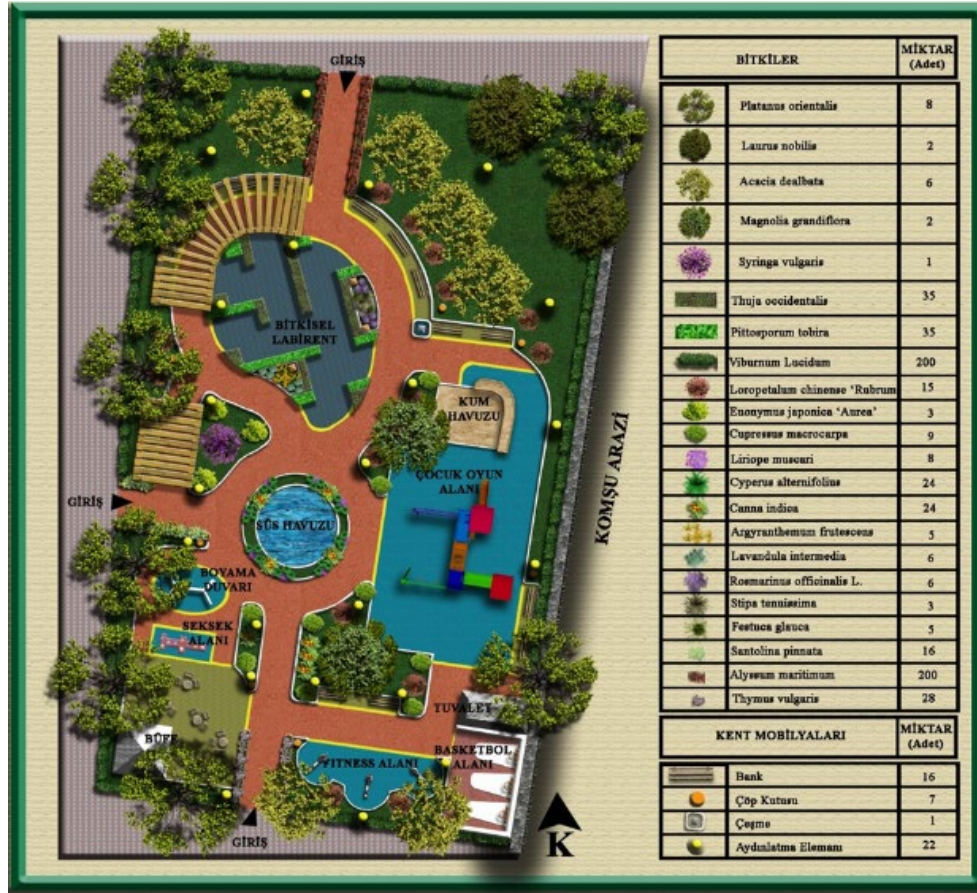 GİRİŞ
BİTKİSEL
LABİRENT
KUM
HAVUZU
ÇOCUK OYUN
ALANI
KOMŞU ARAZİ
GİRİŞ
SÜS HAVUZU
BOYAMA
DUVARI
SEKSEK
ALANI
TUVALET
BÜFE
FITNESS ALANI
BASKETBOL
ALANI
GİRİŞ
K
BİTKİLER MİKTAR
(Adet)
Platanus orientalis 8
Laurus nobilis 2
Acacia dealbata 6
Magnolia grandiflora 2
Syringa vulgaris 1
Thuja occidentalis 35
Pittosporum tobira 35
Viburnum Lucidum 200
Loropetalum chinense 'Rubrum 15
Euonymus japonica 'Aurea' 3
Cupressus macrocarpa 9
Liriope muscari 8
Cyperus alternifolius 24
Canna indica 24
Argyranthemum frutescens 5
Lavandula intermedia 6
Rosmarinus officinalis L. 6
Stipa tenuissima 3
Festuca glauca 5
Santolina pinnata 16
Alyssum maritimum 200
Thymus vulgaris 28
KENT MOBİLYALARI MİKTAR
(Adet)
Bank 16
Çöp Kutusu 7
Çeşme 1
Aydınlatma Elemanı 22